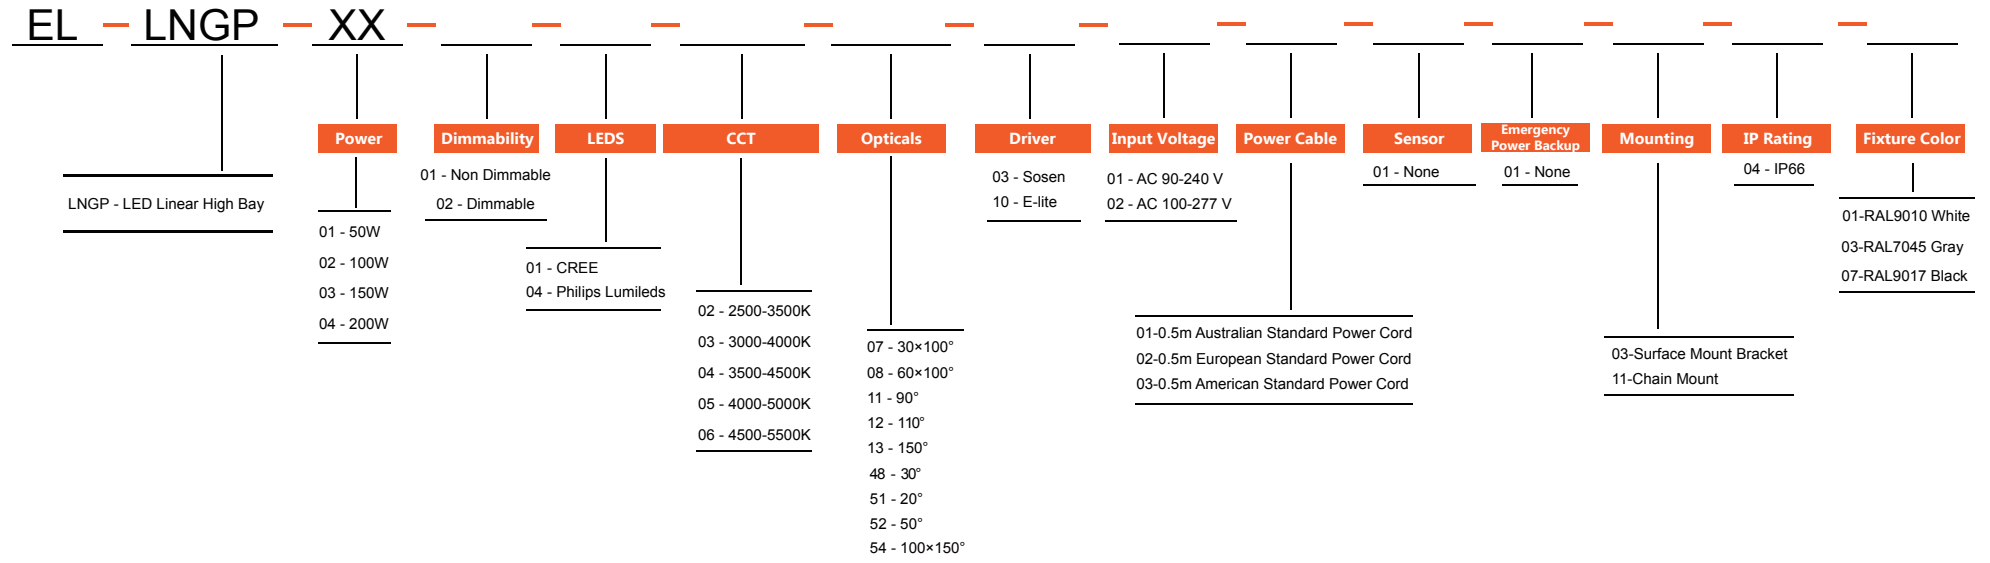 EL – LNGP – XX – – – – – – – – – – – –
LNGP - LED Linear High Bay
Power
01 - 50W
02 - 100W
03 - 150W
04 - 200W
Dimmability
01 - Non Dimmable
02 - Dimmable
LEDS
01 - CREE
04 - Philips Lumileds
CCT
02 - 2500-3500K
03 - 3000-4000K
04 - 3500-4500K
05 - 4000-5000K
06 - 4500-5500K
Opticals
07 - 30×100°
08 - 60×100°
11 - 90°
12 - 110°
13 - 150°
48 - 30°
51 - 20°
52 - 50°
54 - 100×150°
Driver
03 - Sosen
10 - E-lite
Input Voltage
01 - AC 90-240 V
02 - AC 100-277 V
Power Cable
01-0.5m Australian Standard Power Cord
02-0.5m European Standard Power Cord
03-0.5m American Standard Power Cord
Sensor
01 - None
Emergency
Power Backup
01 - None
Mounting
03-Surface Mount Bracket
11-Chain Mount
IP Rating
04 - IP66
Fixture Color
01-RAL9010 White
03-RAL7045 Gray
07-RAL9017 Black